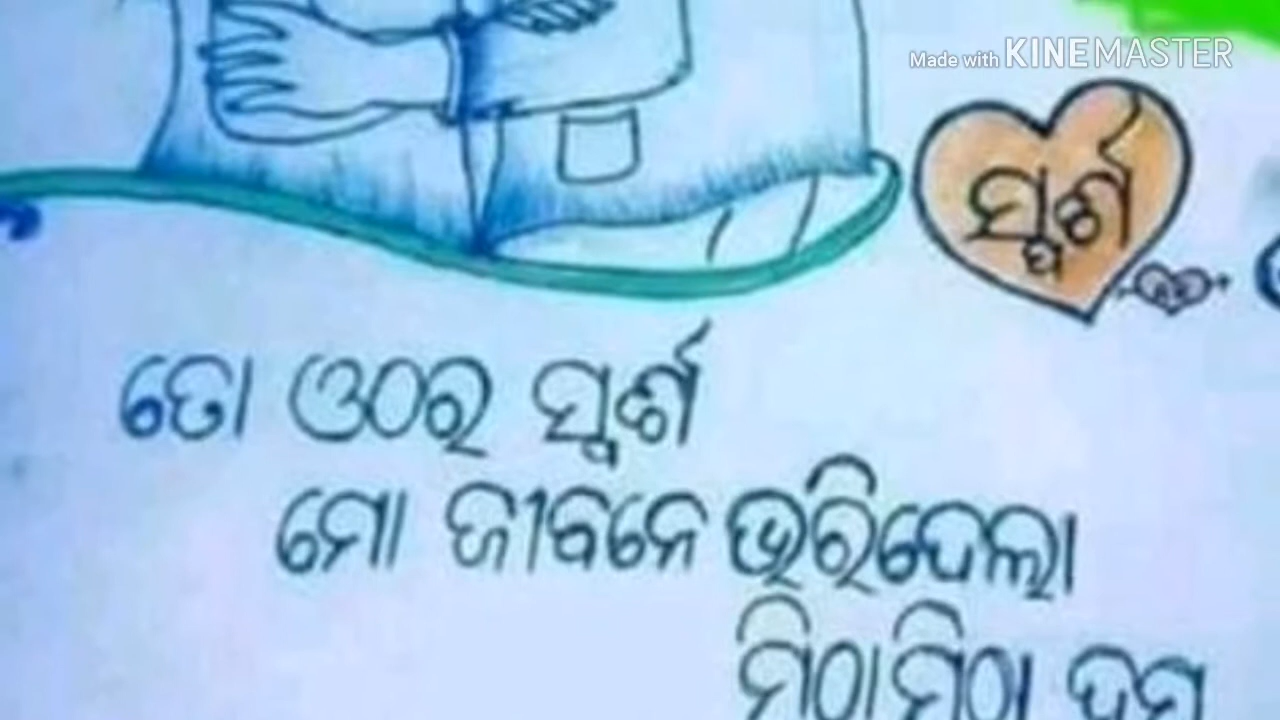 Made with KINEMASTER
ସ୍ପର୍ଶ
ତୋ ଓଠର ସ୍ପର୍ଶ
ମୋ ଜୀବନେ ଭରିଦେଲା
ମିଠାମିଠା